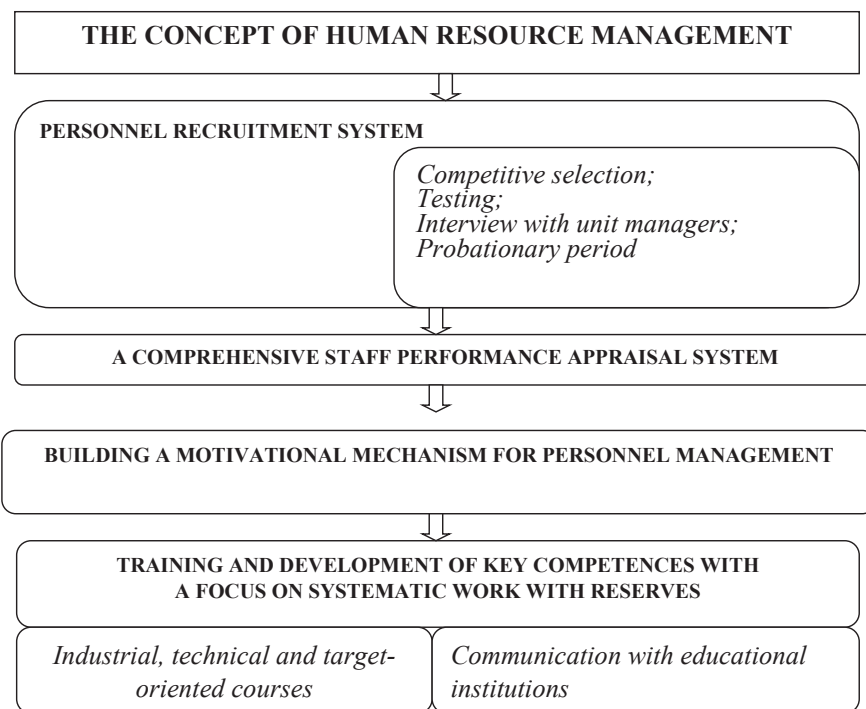 THE CONCEPT OF HUMAN RESOURCE MANAGEMENT
PERSONNEL RECRUITMENT SYSTEM
Competitive selection;
Testing;
Interview with unit managers;
Probationary period
A COMPREHENSIVE STAFF PERFORMANCE APPRAISAL SYSTEM
BUILDING A MOTIVATIONAL MECHANISM FOR PERSONNEL MANAGEMENT
TRAINING AND DEVELOPMENT OF KEY COMPETENCES WITH
A FOCUS ON SYSTEMATIC WORK WITH RESERVES
Industrial, technical and target-
oriented courses
Communication with educational
institutions